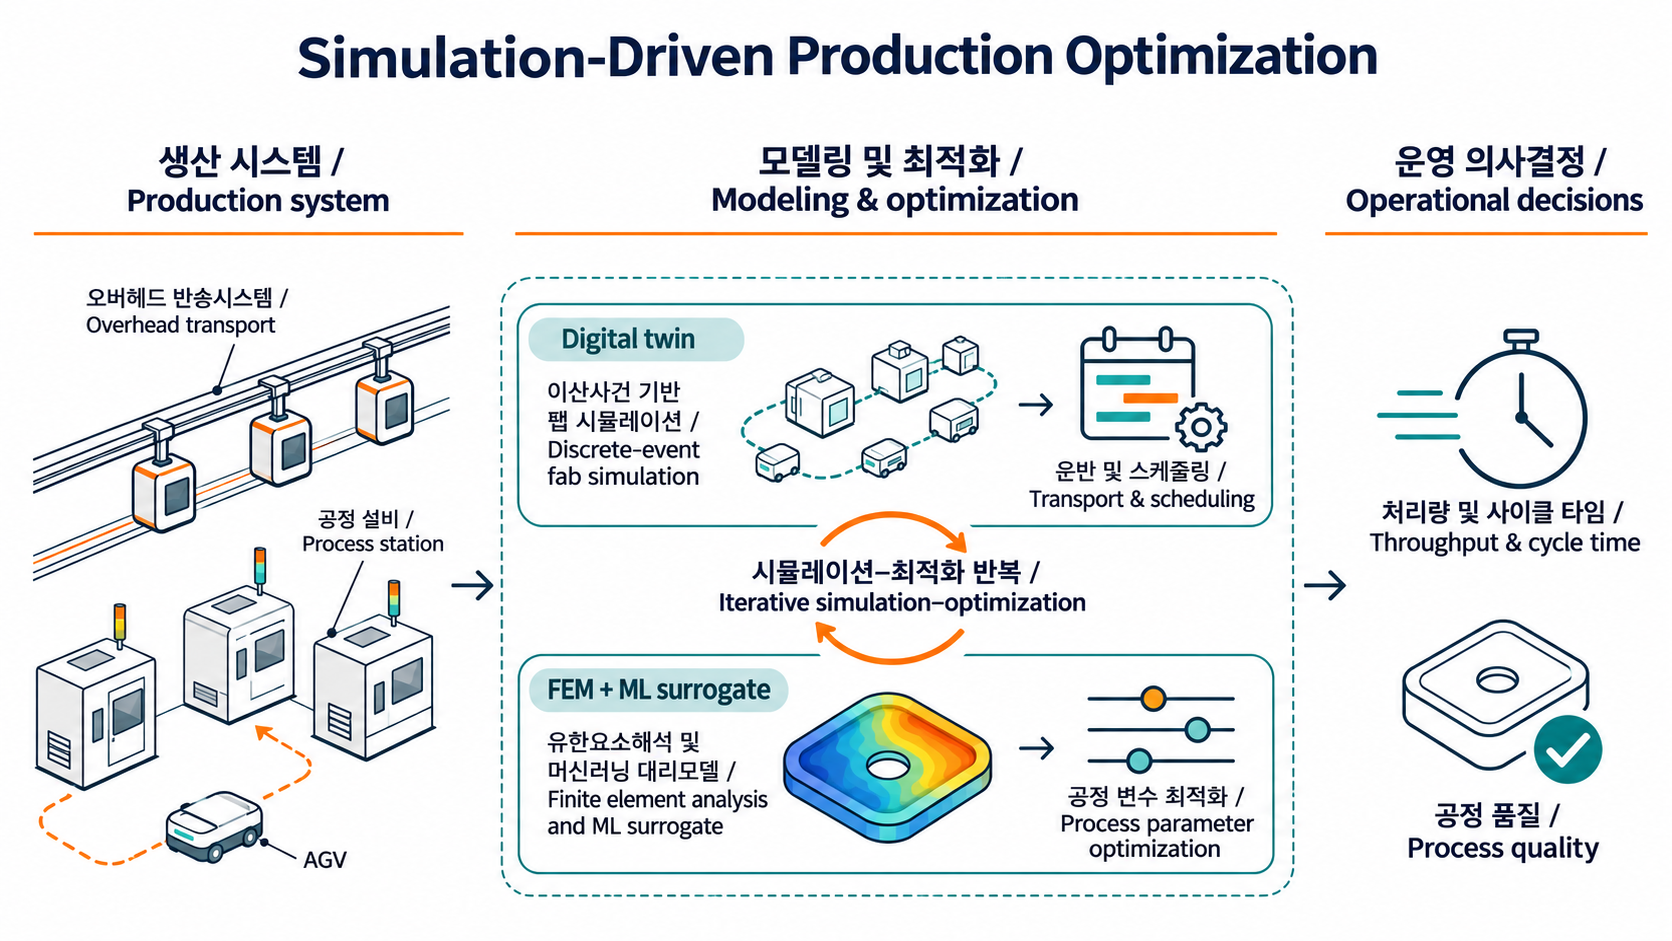 Simulation-Driven Production Optimization
생산 시스템 /
Production system
오버헤드 반송시스템 /
Overhead transport
공정 설비 /
Process station
AGV
모델링 및 최적화 /
Modeling & optimization
Digital twin
이산사건 기반
팹 시뮬레이션 /
Discrete-event
fab simulation
운반 및 스케줄링 /
Transport & scheduling
시뮬레이션–최적화 반복 /
Iterative simulation–optimization
FEM + ML surrogate
유한요소해석 및
머신러닝 대리모델 /
Finite element analysis
and ML surrogate
공정 변수 최적화 /
Process parameter
optimization
운영 의사결정 /
Operational decisions
처리량 및 사이클 타임 /
Throughput & cycle time
공정 품질 /
Process quality